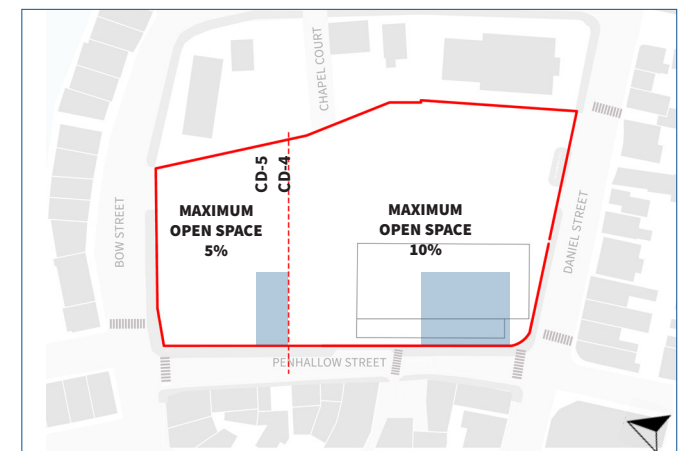 CHAPEL COURT
CD-5
CD-4
MAXIMUM
OPEN SPACE
5%
MAXIMUM
OPEN SPACE
10%
BOW STREET
DANIEL STREET
PENHALLOW STREET